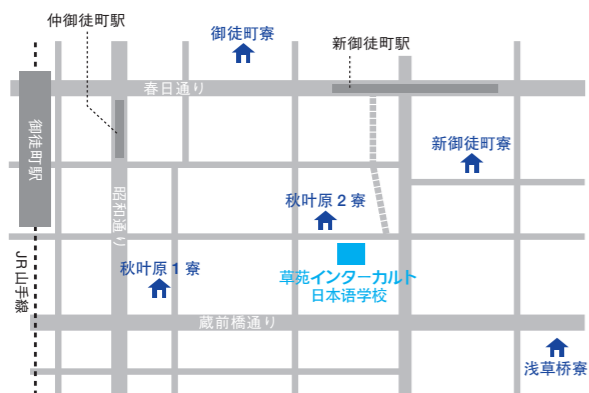 仲御徒町駅
御徒町寮
新御徒町駅
春日通り
御徒町駅
新御徒町寮
昭和通り
秋叶原 2 寮
JR山手線
秋叶原 1 寮
草苑インターカルト
日本语学校
蔵前橋通り
浅草桥寮